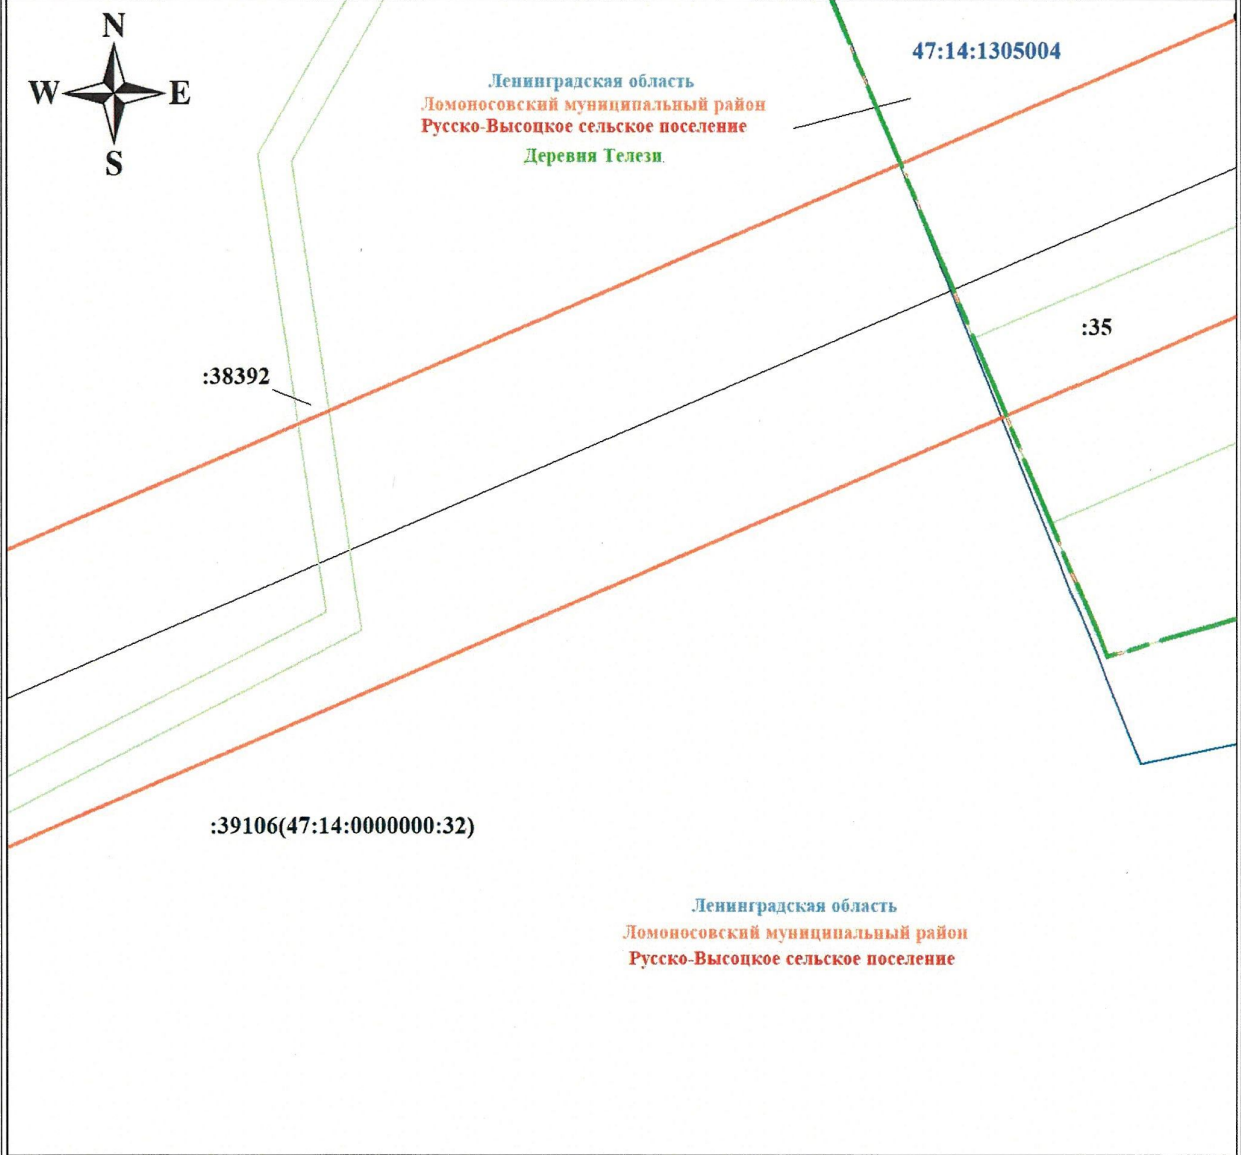 N
W E
S
47:14:1305004
Ленинградская область
Ломоносовский муниципальный район
Русско-Высоцкое сельское поселение
Деревня Телези
:35
:38392
:39106(47:14:0000000:32)
Ленинградская область
Ломоносовский муниципальный район
Русско-Высоцкое сельское поселение